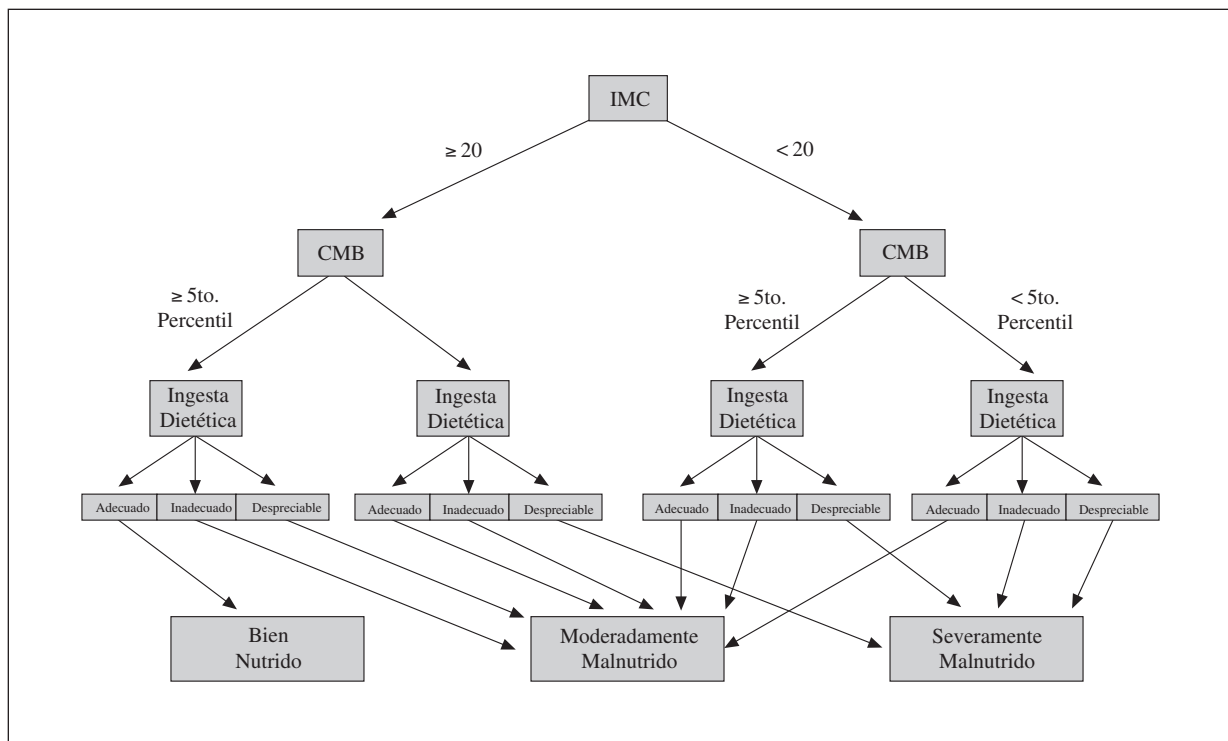 IMC
≥ 20
< 20
CMB
CMB
≥ 5to.
Percentil
≥ 5to.
Percentil
< 5to.
Percentil
Ingesta
Dietética
Ingesta
Dietética
Ingesta
Dietética
Ingesta
Dietética
Adecuado Inadecuado Despreciable
Adecuado Inadecuado Despreciable
Adecuado Inadecuado Despreciable
Adecuado Inadecuado Despreciable
Bien
Nutrido
Moderadamente
Malnutrido
Severamente
Malnutrido